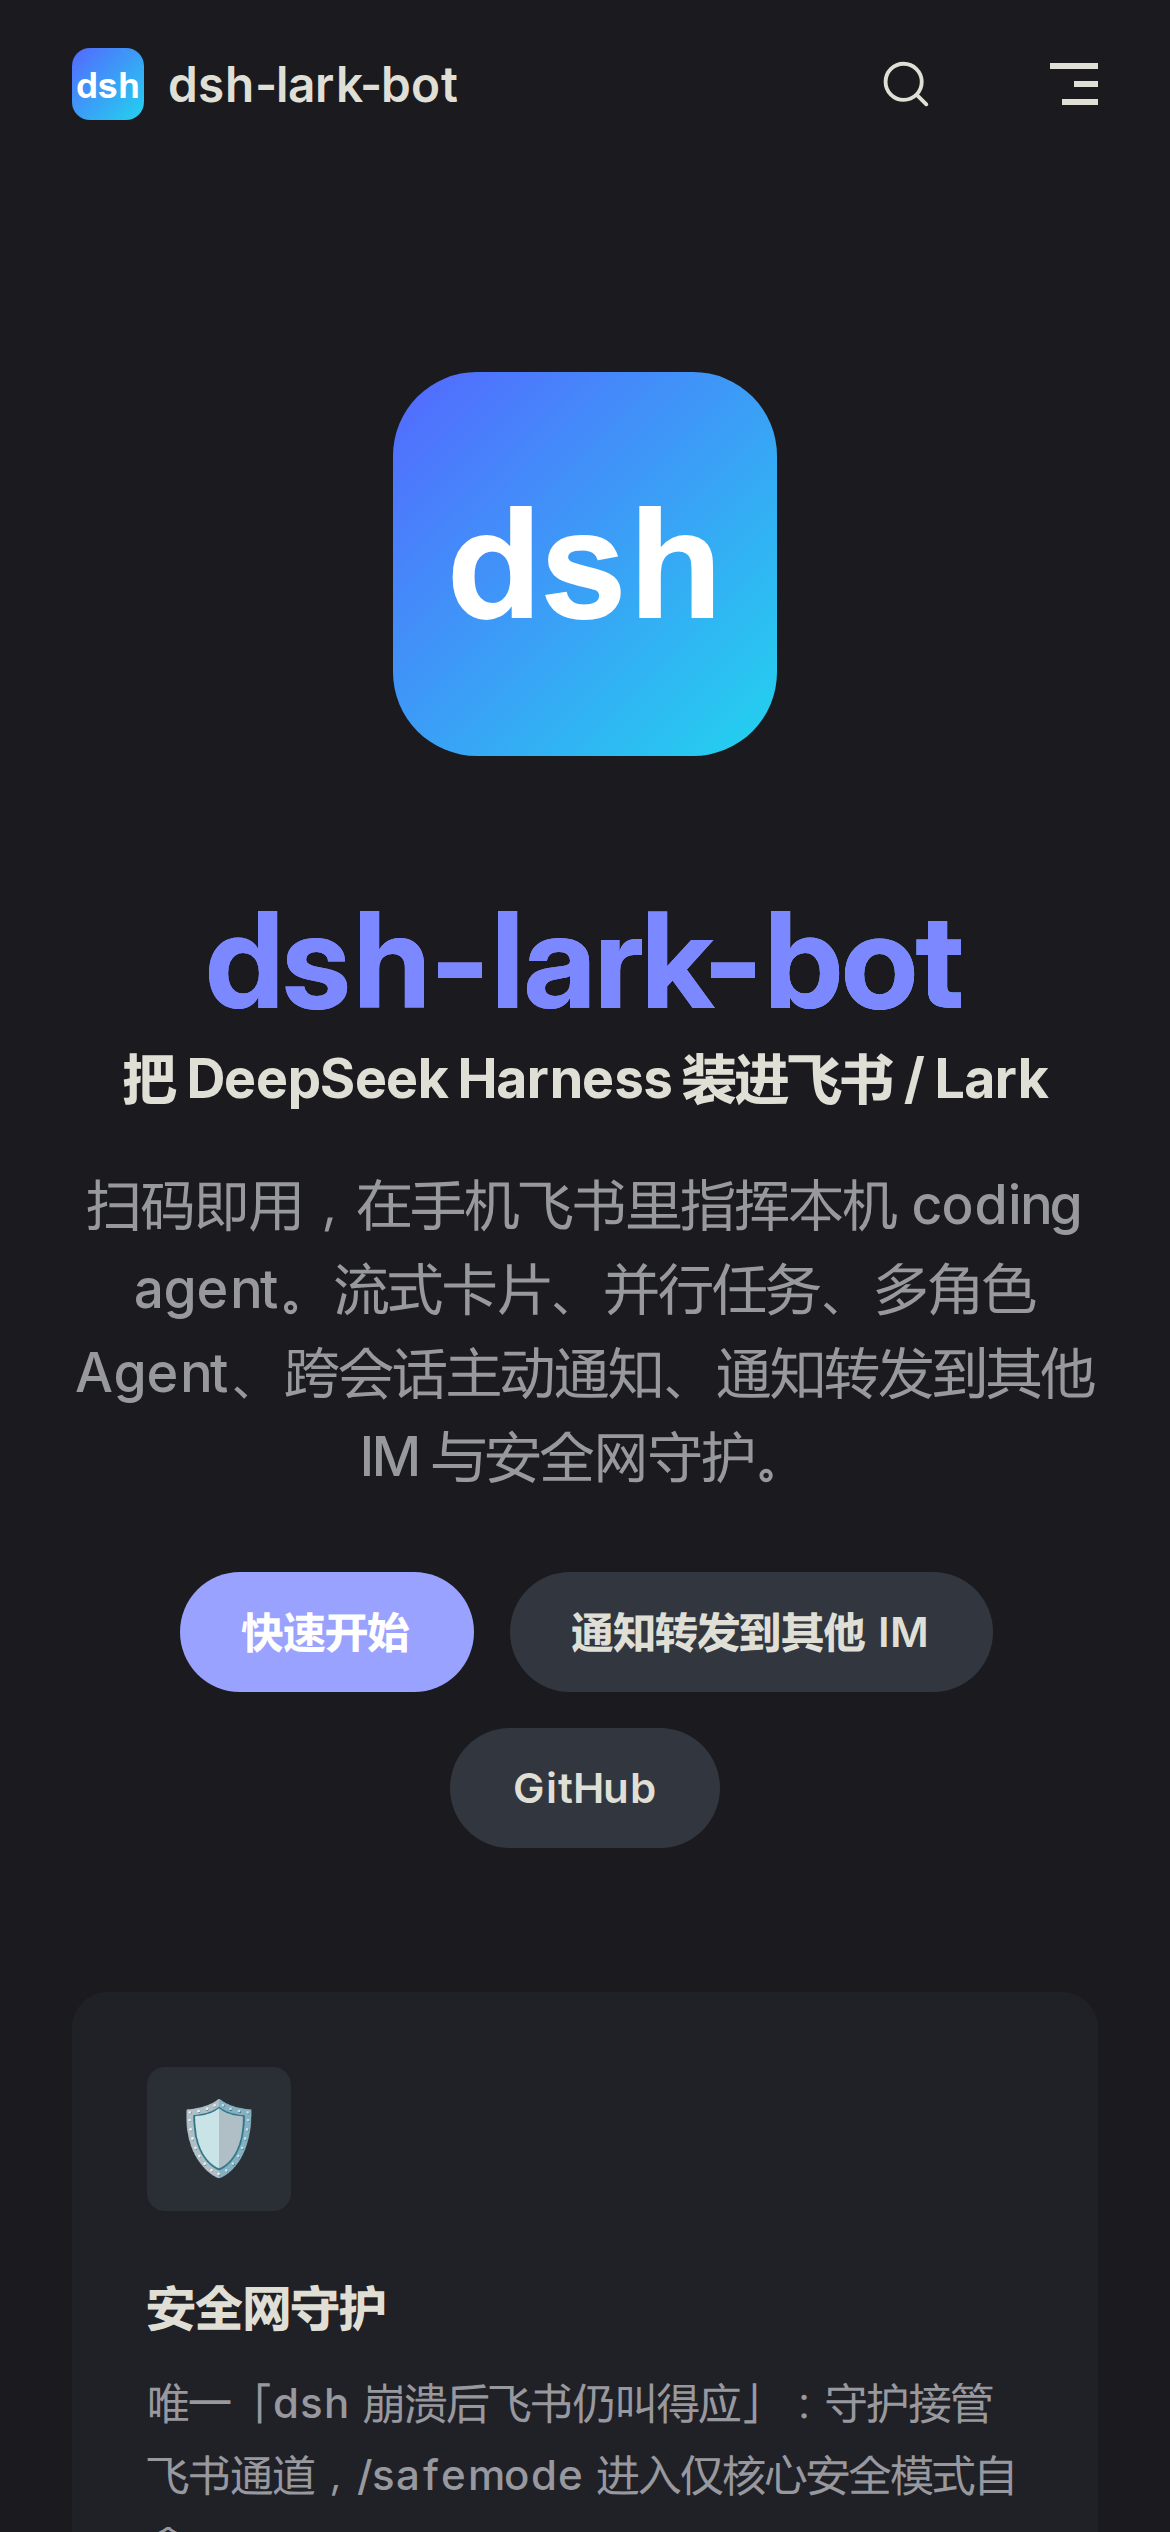 dsh dsh-lark-bot
dsh
dsh-lark-bot
把 DeepSeek Harness 装进飞书 / Lark
扫码即用，在手机飞书里指挥本机 coding
agent。流式卡片、并行任务、多角色
Agent、跨会话主动通知、通知转发到其他
IM 与安全网守护。
快速开始 通知转发到其他 IM
GitHub
安全网守护
唯一「dsh 崩溃后飞书仍叫得应」：守护接管
飞书通道，/safemode 进入仅核心安全模式自